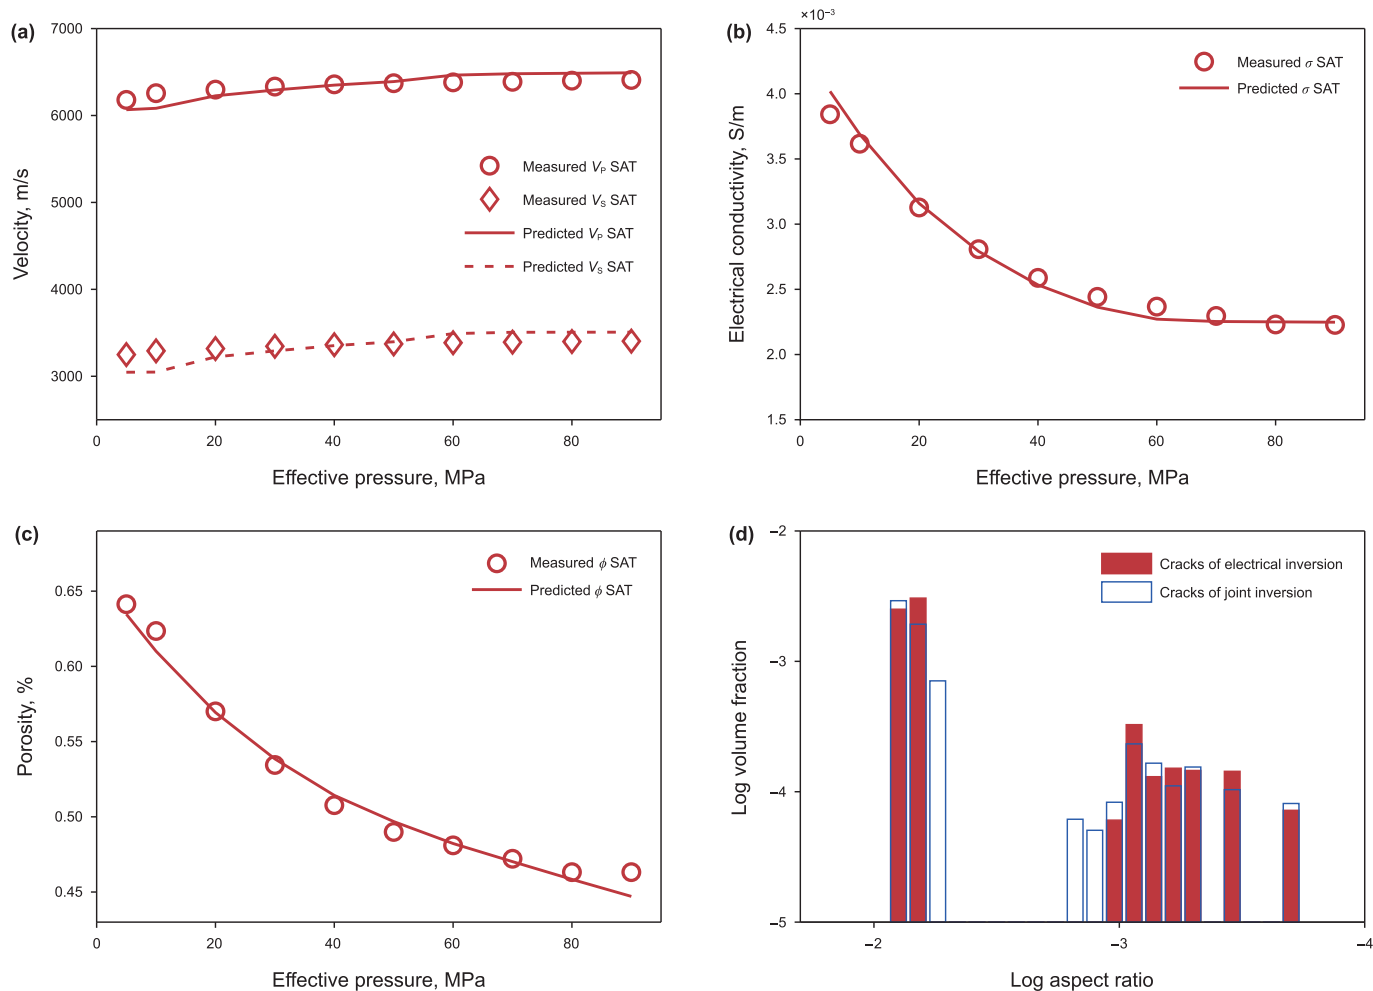 (a)
7000
6000
5000
4000
3000
Velocity, m/s
Measured VP SAT
Measured VS SAT
Predicted VP SAT
Predicted VS SAT
0 20 40 60 80
Effective pressure, MPa
(b)
×10⁻³
4.5
4.0
3.5
3.0
2.5
2.0
1.5
Electrical conductivity, S/m
Measured σ SAT
Predicted σ SAT
0 20 40 60 80
Effective pressure, MPa
(c)
0.65
0.60
0.55
0.50
0.45
Porosity, %
Measured ϕ SAT
Predicted ϕ SAT
0 20 40 60 80
Effective pressure, MPa
(d)
−2
−3
−4
−5
Log volume fraction
Cracks of electrical inversion
Cracks of joint inversion
−2 −3 −4
Log aspect ratio